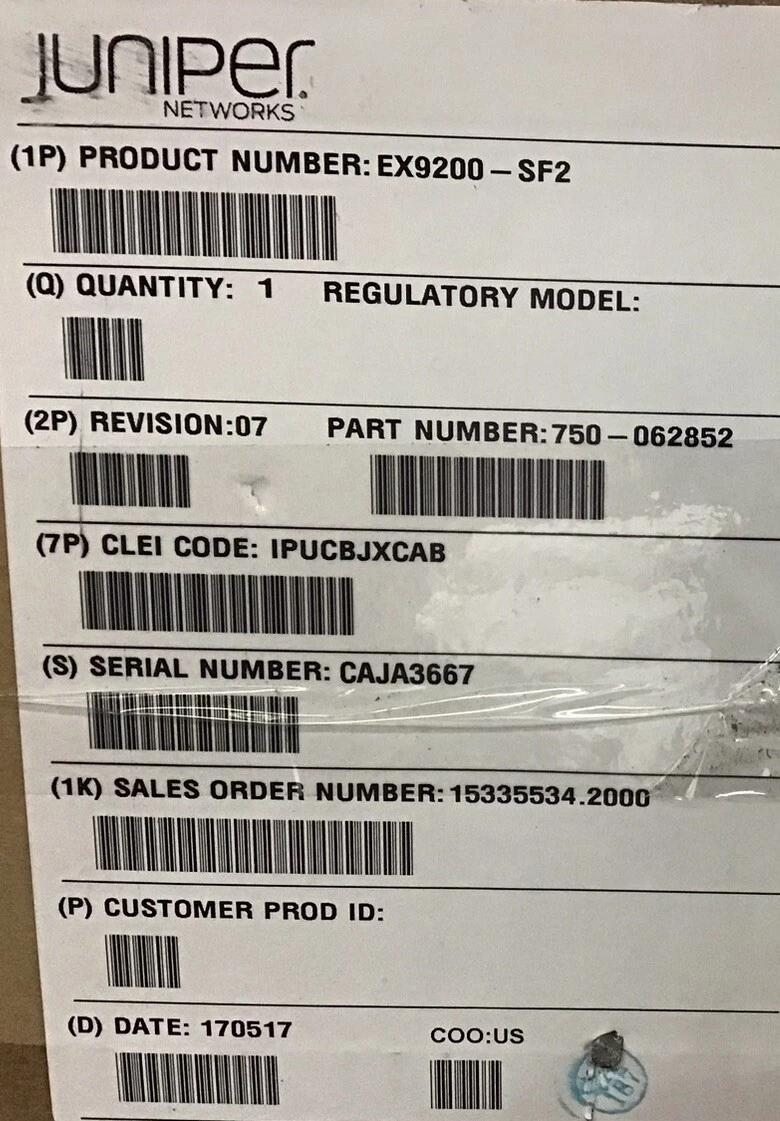 JUNIPER
NETWORKS
(1P) PRODUCT NUMBER: EX9200–SF2
(Q) QUANTITY: 1 REGULATORY MODEL:
(2P) REVISION:07 PART NUMBER:750–062852
(7P) CLEI CODE: IPUCBJXCAB
(S) SERIAL NUMBER: CAJA3667
(1K) SALES ORDER NUMBER: 15335534.2000
(P) CUSTOMER PROD ID:
(D) DATE: 170517 COO:US